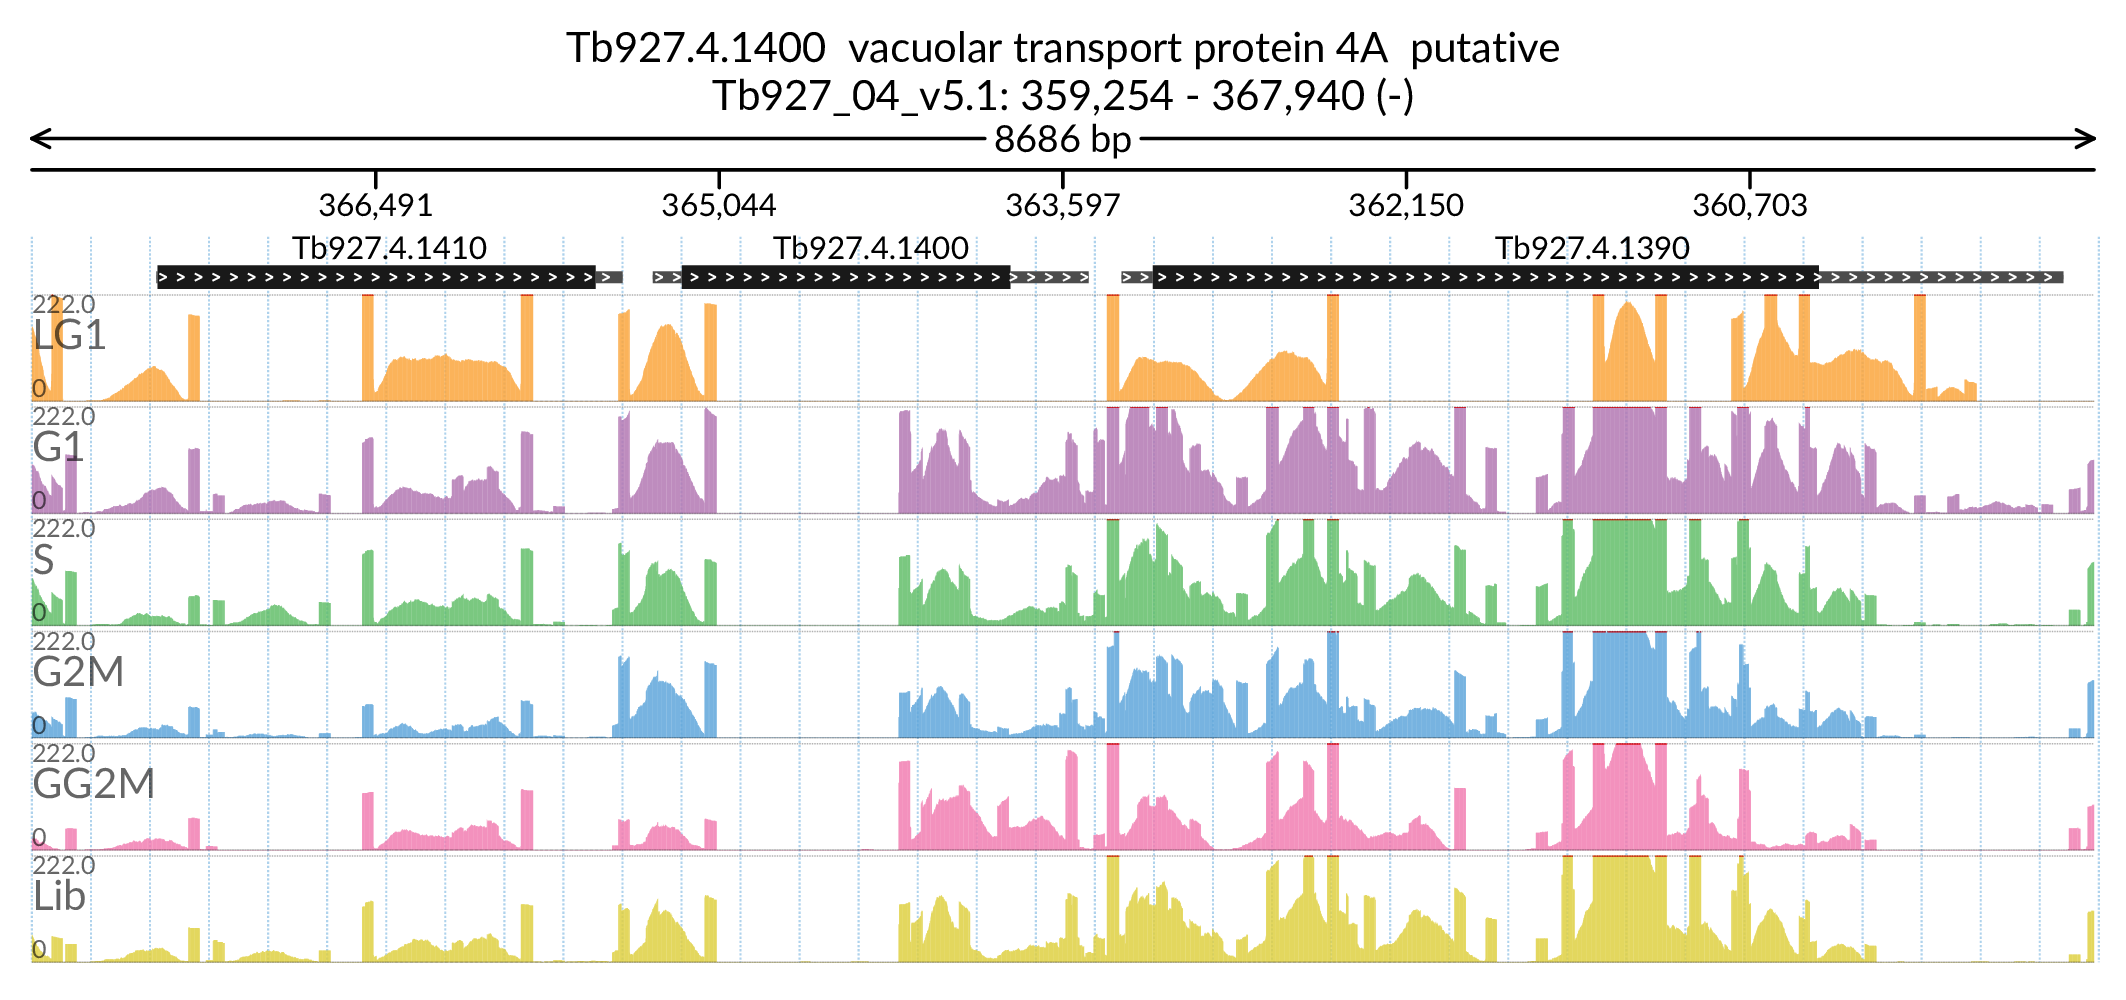 Tb927.4.1400  vacuolar transport protein 4A  putative
Tb927_04_v5.1: 359,254 - 367,940 (-)
8686 bp
366,491 365,044 363,597 362,150 360,703
Tb927.4.1410 Tb927.4.1400 Tb927.4.1390
222.0
LG1
0
222.0
G1
0
222.0
S
0
222.0
G2M
0
222.0
GG2M
0
222.0
Lib
0